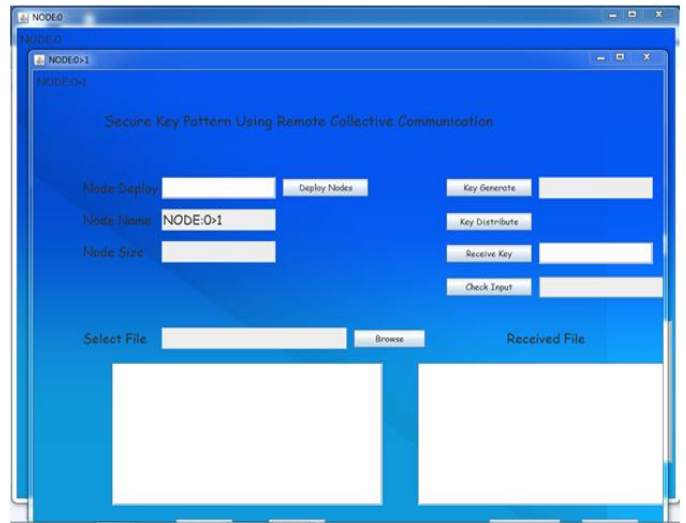 NODE:0
NODE:0
NODE:0>1
NODE:0>1
Secure Key Pattern Using Remote Collective Communication
Node Deploy Deploy Nodes Key Generate
Node Name NODE:0>1 Key Distribute
Node Size Receive Key
Check Input
Select File Browse Received File